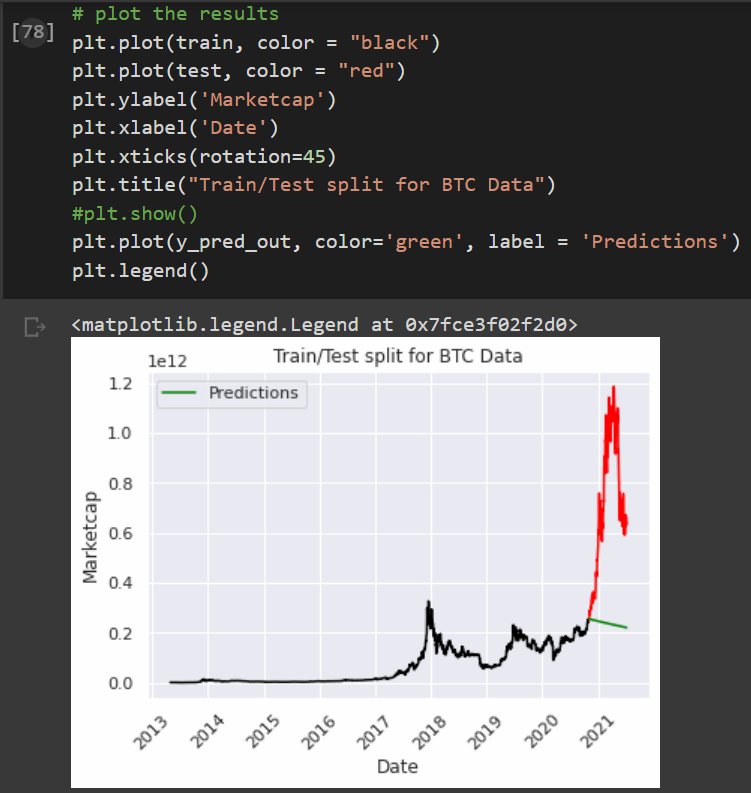 # plot the results
[78]
plt.plot(train, color = "black")
plt.plot(test, color = "red")
plt.ylabel('Marketcap')
plt.xlabel('Date')
plt.xticks(rotation=45)
plt.title("Train/Test split for BTC Data")
#plt.show()
plt.plot(y_pred_out, color='green', label = 'Predictions')
plt.legend()
<matplotlib.legend.Legend at 0x7fce3f02f2d0>
Train/Test split for BTC Data
1e12
Predictions
1.2
1.0
0.8
0.6
0.4
0.2
0.0
Marketcap
2013 2014 2015 2016 2017 2018 2019 2020 2021
Date